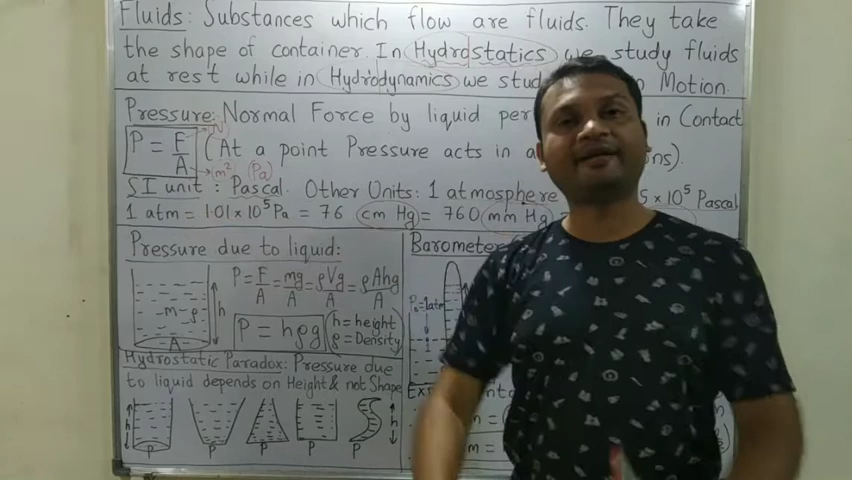 Fluids: Substances which flow are fluids. They take
the shape of container. In Hydrostatics we study fluids
at rest while in Hydrodynamics we stud Motion.
Pressure: Normal Force by liquid per in Contact
P = F/A (At a point Pressure acts in a ons).
N
m² (Pa)
SI unit : Pascal. Other Units: 1 atmosphere 5 x 10⁵ Pascal
1 atm = 1.01 x 10⁵ Pa = 76 cm Hg = 760 mm Hg =
Pressure due to liquid:
P = F/A = mg/A = ρVg/A = ρAhg/A
m ρ
h
A
P = hρg (h = height
ρ = Density
Hydrostatic Paradox: Pressure due
to liquid depends on Height & not Shape
h
h
P P P P P
Barometer
P₀=1atm